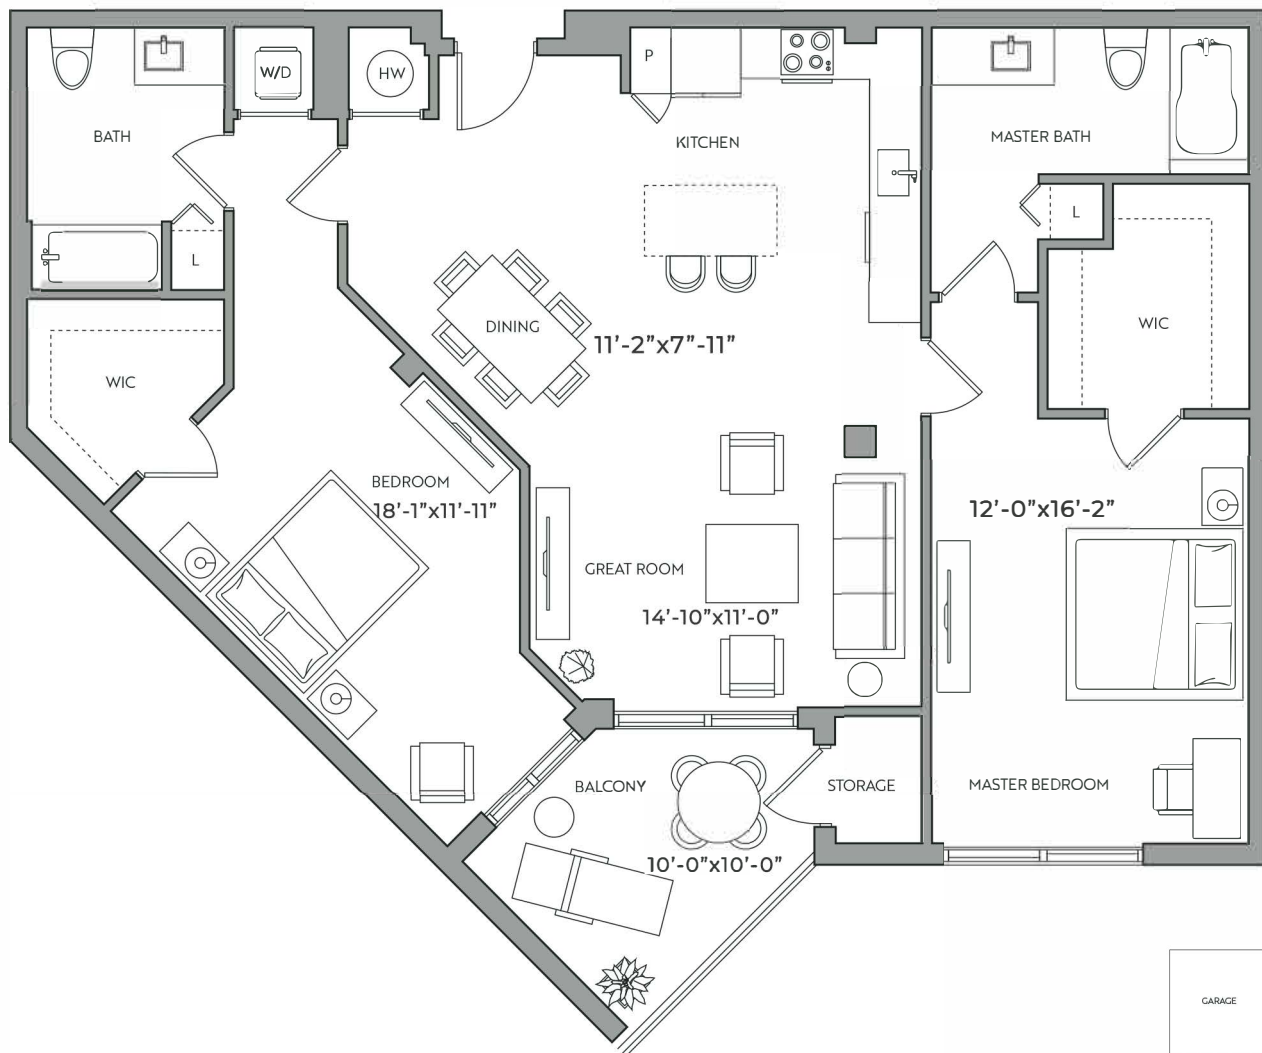 P
W/D
HW
BATH
KITCHEN
MASTER BATH
L
L
DINING
11'-2”x7”-11”
WIC
WIC
BEDROOM
18'-1”x11'-11”
12'-0”x16'-2”
GREAT ROOM
14'-10”x11'-0”
BALCONY
STORAGE
MASTER BEDROOM
10'-0”x10'-0”
GARAGE